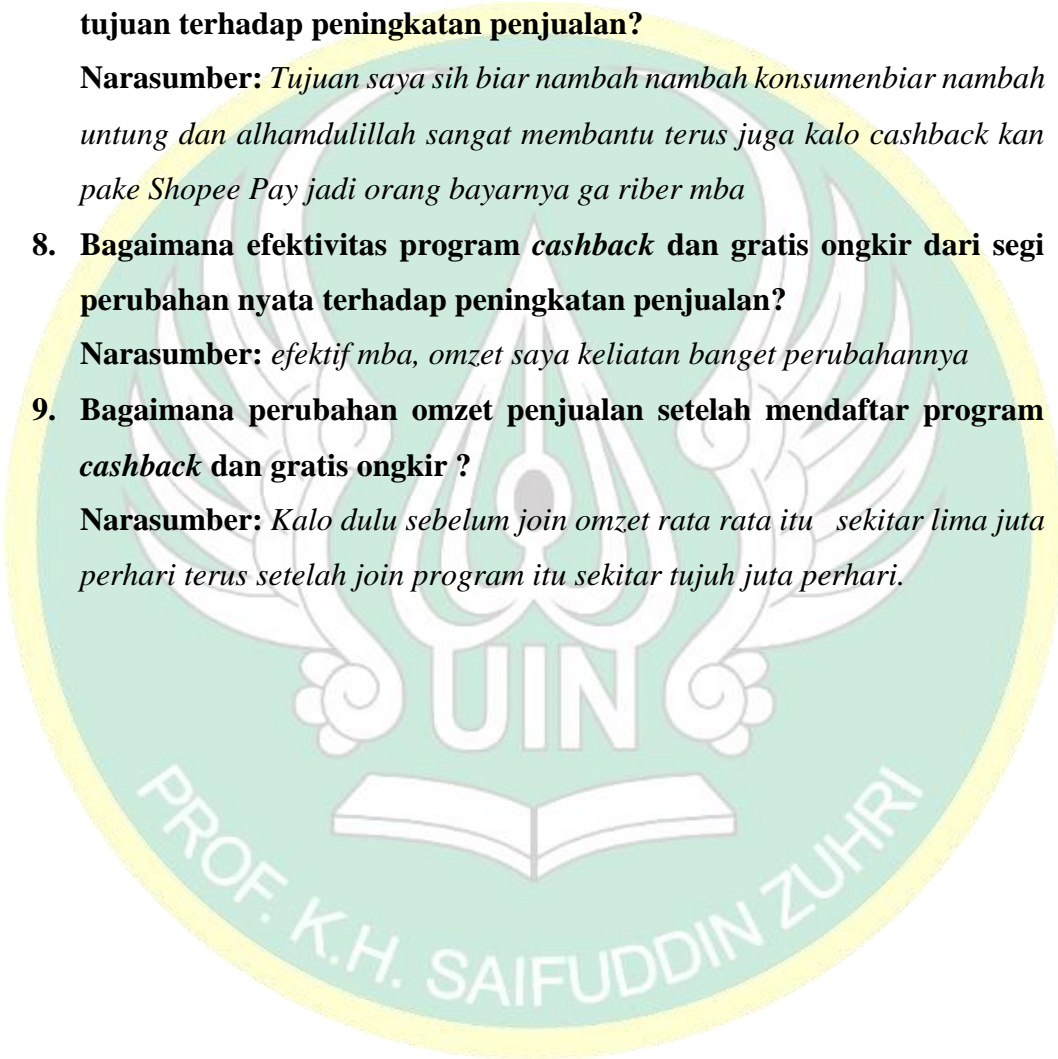 tujuan terhadap peningkatan penjualan?
Narasumber: Tujuan saya sih biar nambah nambah konsumenbiar nambah
untung dan alhamdulillah sangat membantu terus juga kalo cashback kan
pake Shopee Pay jadi orang bayarnya ga riber mba
8. Bagaimana efektivitas program cashback dan gratis ongkir dari segi
perubahan nyata terhadap peningkatan penjualan?
Narasumber: efektif mba, omzet saya keliatan banget perubahannya
9. Bagaimana perubahan omzet penjualan setelah mendaftar program
cashback dan gratis ongkir ?
Narasumber: Kalo dulu sebelum join omzet rata rata itu sekitar lima juta
perhari terus setelah join program itu sekitar tujuh juta perhari.
UIN
PROF. K.H. SAIFUDDIN ZUHRI